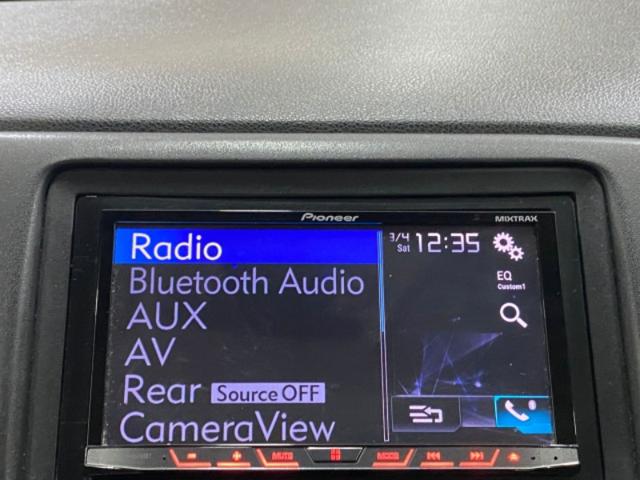 Pioneer
MIXTRAX
Radio
Bluetooth Audio
AUX
AV
Rear Source OFF
CameraView
3/4
Sat
12:35
EQ
Custom1
MUTE
MODE